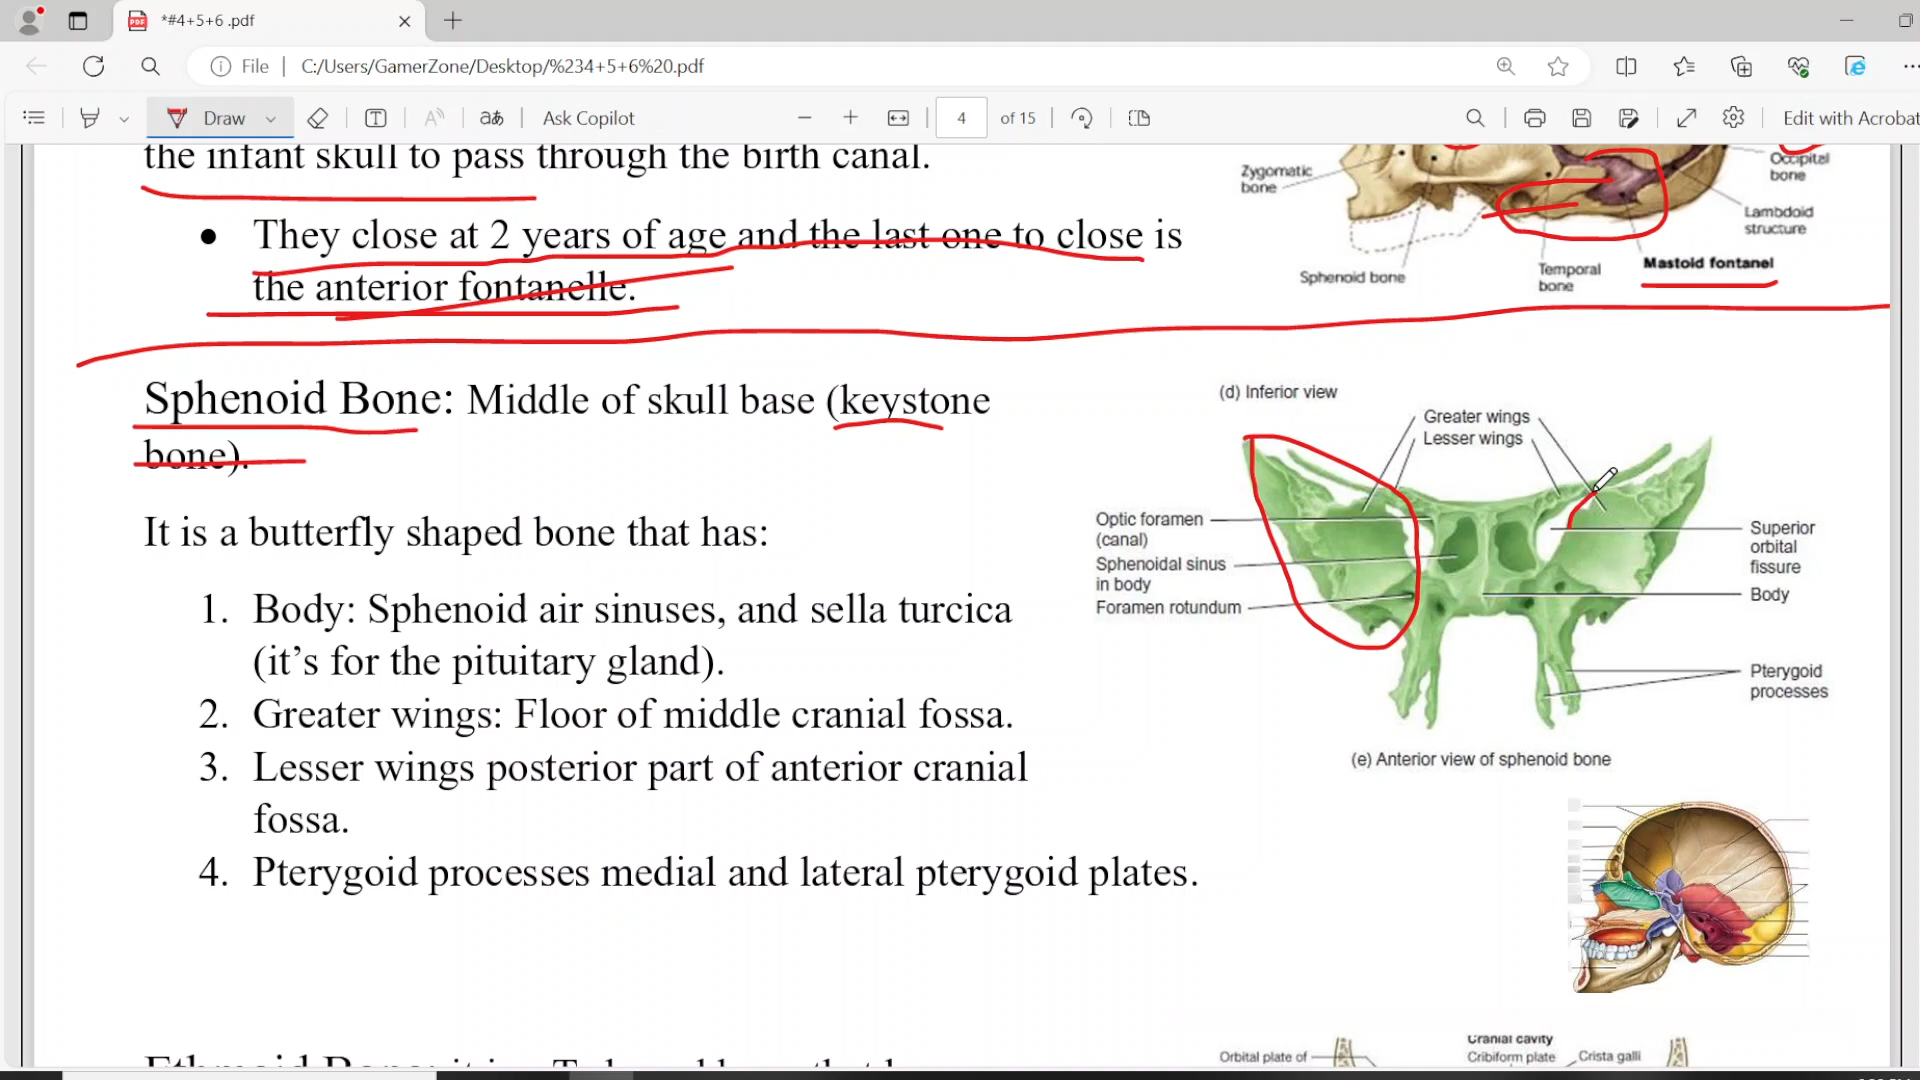 *#4+5+6 .pdf
File
C:/Users/GamerZone/Desktop/%234+5+6%20.pdf
Draw
Ask Copilot
4
of 15
Edit with Acrobat
the infant skull to pass through the birth canal.
• They close at 2 years of age and the last one to close is
the anterior fontanelle.
Zygomatic
bone
Sphenoid bone
Temporal
bone
Mastoid fontanel
Occipital
bone
Lambdoid
structure
Sphenoid Bone: Middle of skull base (keystone
bone).
It is a butterfly shaped bone that has:
1. Body: Sphenoid air sinuses, and sella turcica
(it’s for the pituitary gland).
2. Greater wings: Floor of middle cranial fossa.
3. Lesser wings posterior part of anterior cranial
fossa.
4. Pterygoid processes medial and lateral pterygoid plates.
(d) Inferior view
Greater wings
Lesser wings
Optic foramen
(canal)
Sphenoidal sinus
in body
Foramen rotundum
Superior
orbital
fissure
Body
Pterygoid
processes
(e) Anterior view of sphenoid bone
Orbital plate of
Cranial cavity
Cribiform plate
Crista galli